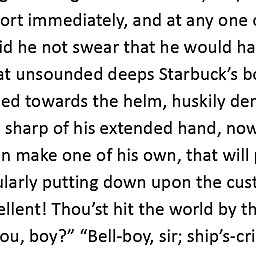 ort immediately, and at any one o
id he not swear that he would ha
at unsounded deeps Starbuck’s bo
ed towards the helm, huskily den
sharp of his extended hand, now
n make one of his own, that will p
ularly putting down upon the cust
ellent! Thou’st hit the world by th
ou, boy?” “Bell-boy, sir; ship’s-cri